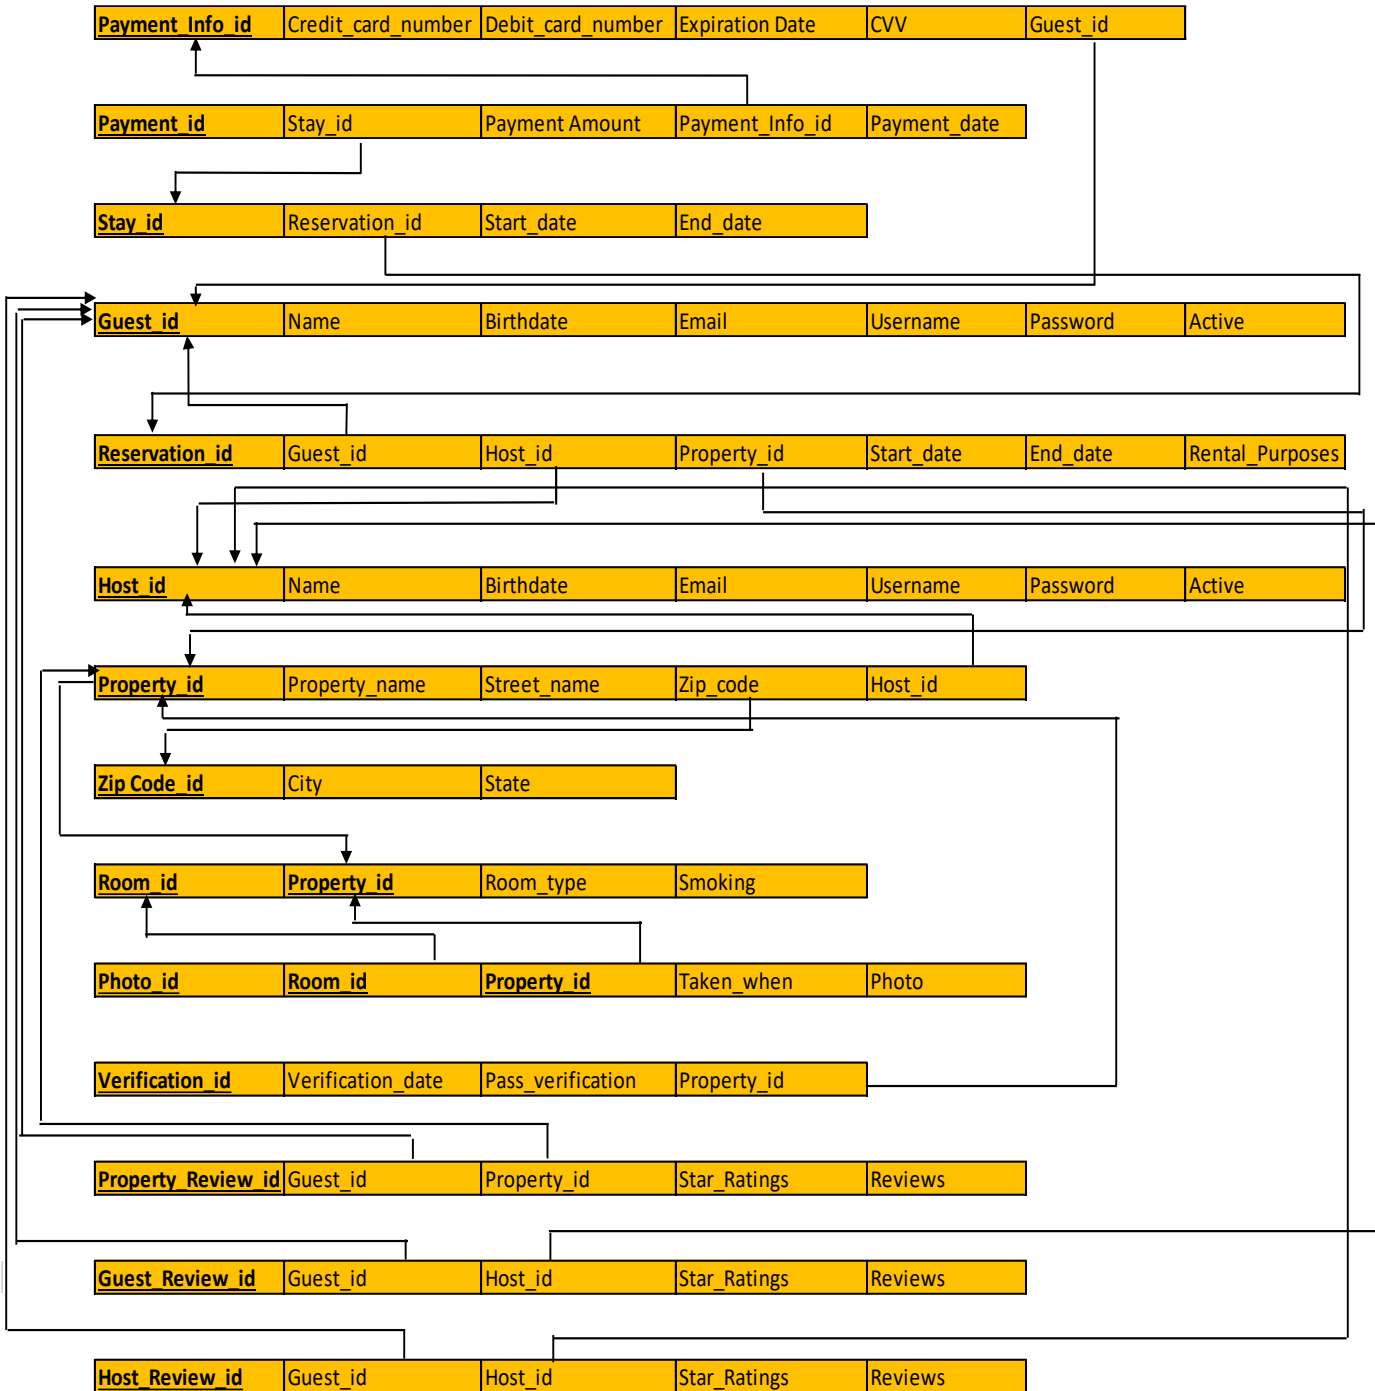 Payment_Info_id Credit_card_number Debit_card_number Expiration Date CVV Guest_id
Payment_id Stay_id Payment Amount Payment_Info_id Payment_date
Stay_id Reservation_id Start_date End_date
Guest_id Name Birthdate Email Username Password Active
Reservation_id Guest_id Host_id Property_id Start_date End_date Rental_Purposes
Host_id Name Birthdate Email Username Password Active
Property_id Property_name Street_name Zip_code Host_id
Zip Code_id City State
Room_id Property_id Room_type Smoking
Photo_id Room_id Property_id Taken_when Photo
Verification_id Verification_date Pass_verification Property_id
Property_Review_id Guest_id Property_id Star_Ratings Reviews
Guest_Review_id Guest_id Host_id Star_Ratings Reviews
Host_Review_id Guest_id Host_id Star_Ratings Reviews